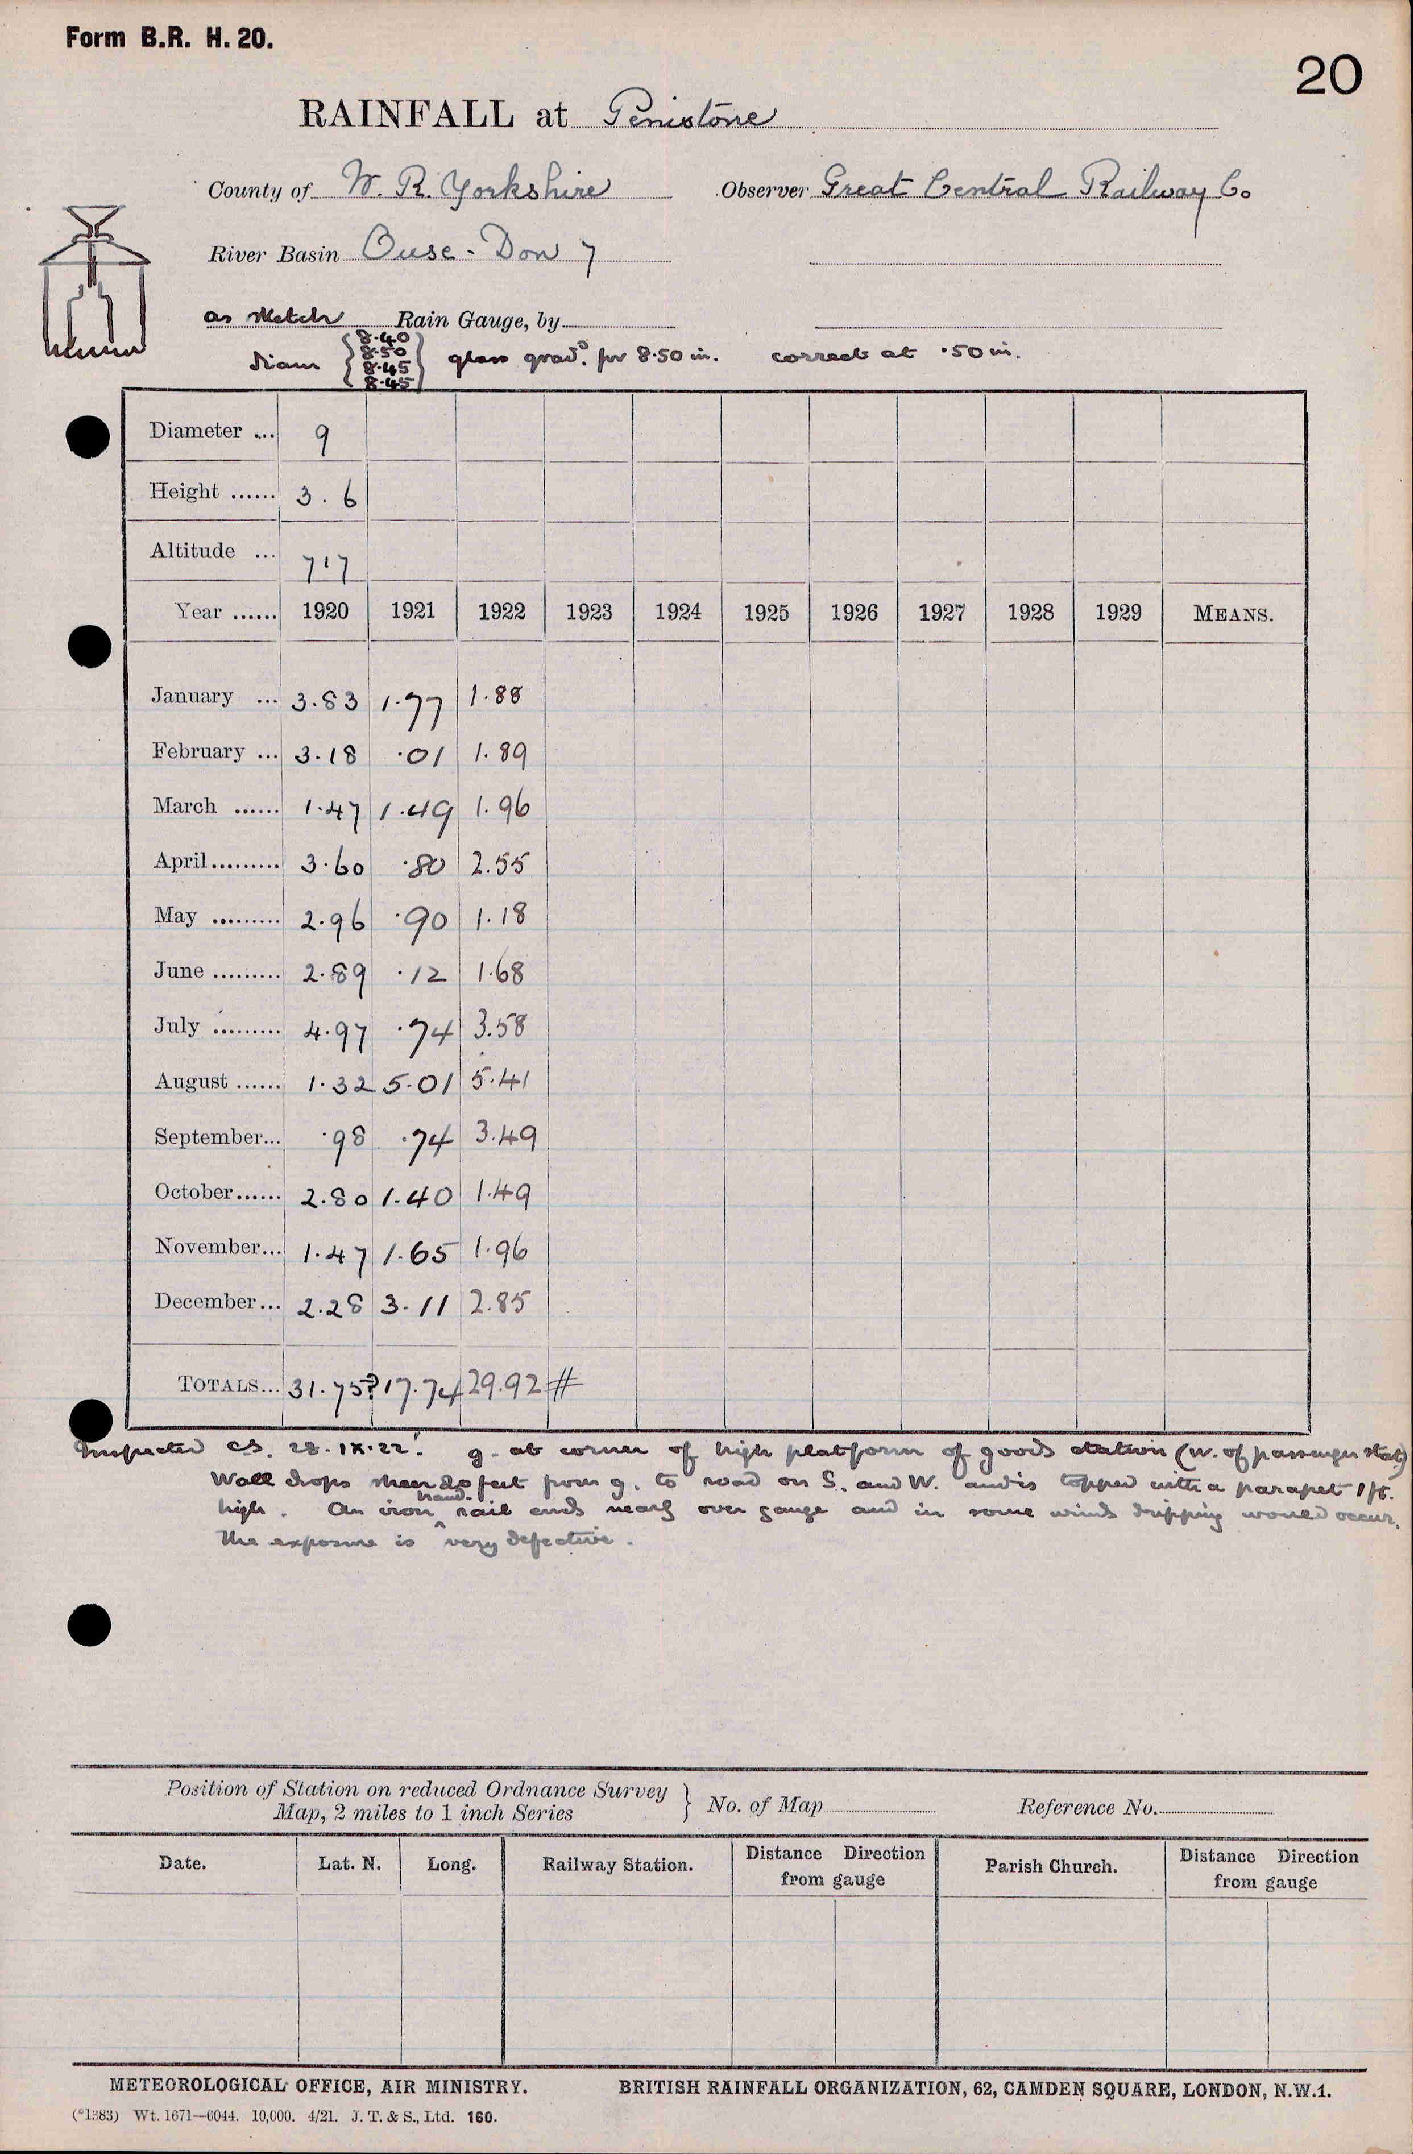 Form B.R. H. 20.
20
RAINFALL at Penistone
County of W. R. Yorkshire Observer Great Central Railway Co
River Basin Ouse - Don 7
as sketch Rain Gauge, by
Diam { 8.40 8.50 8.45 8.45 } glass grad.d for 8.50 in. correct at .50 in.
Diameter ... 9
Height ...... 3 . 6
Altitude ... 717
Year ...... 1920 1921 1922 1923 1924 1925 1926 1927 1928 1929 MEANS.
January ... 3.83 1.77 1.88
February ... 3.18 .01 1.89
March ...... 1.47 1.49 1.96
April......... 3.60 .80 2.55
May ......... 2.96 .90 1.18
June ......... 2.89 .12 1.68
July ......... 4.97 .74 3.58
August ...... 1.32 5.01 5.41
September... .98 .74 3.49
October...... 2.80 1.40 1.49
November... 1.47 1.65 1.96
December... 2.28 3.11 2.85
TOTALS... 31.75? 17.74 29.92 #
Inspected CS. 28.IX.22. g. at corner of high platform of goods station (W. of passenger stat)
Wall drops sheer 20 feet from g. to road on S. and W. and is topped with a parapet 1 ft.
high. An iron hand rail ends nearly over gauge and in some winds dripping would occur.
The exposure is very defective.
Position of Station on reduced Ordnance Survey
Map, 2 miles to 1 inch Series } No. of Map Reference No.
Date. Lat. N. Long. Railway Station. Distance Direction from gauge Parish Church. Distance Direction from gauge
METEOROLOGICAL OFFICE, AIR MINISTRY. BRITISH RAINFALL ORGANIZATION, 62, CAMDEN SQUARE, LONDON, N.W.1.
(*1383) Wt. 1671—6044. 10,000. 4/21. J. T. & S., Ltd. 160.